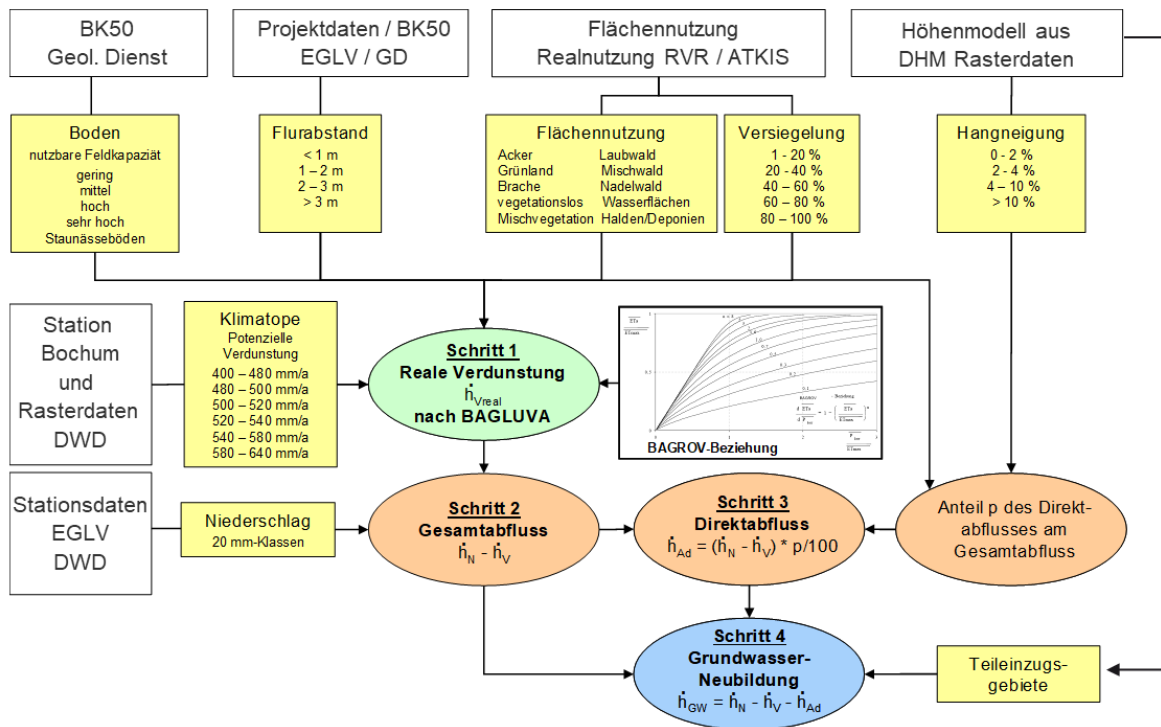 BK50
Geol. Dienst
Projektdaten / BK50
EGLV / GD
Flächennutzung
Realnutzung RVR / ATKIS
Höhenmodell aus
DHM Rasterdaten
Boden
nutzbare Feldkapaziät
gering
mittel
hoch
sehr hoch
Staunässeböden
Flurabstand
< 1 m
1 – 2 m
2 – 3 m
> 3 m
Flächennutzung
Acker Laubwald
Grünland Mischwald
Brache Nadelwald
vegetationslos Wasserflächen
Mischvegetation Halden/Deponien
Versiegelung
1 - 20 %
20 - 40 %
40 – 60 %
60 – 80 %
80 – 100 %
Hangneigung
0 - 2 %
2 - 4 %
4 – 10 %
> 10 %
Station
Bochum
und
Rasterdaten
DWD
Klimatope
Potenzielle
Verdunstung
400 – 480 mm/a
480 – 500 mm/a
500 – 520 mm/a
520 – 540 mm/a
540 – 580 mm/a
580 – 640 mm/a
Schritt 1
Reale Verdunstung
ḣVreal
nach BAGLUVA
BAGROV-Beziehung
Stationsdaten
EGLV
DWD
Niederschlag
20 mm-Klassen
Schritt 2
Gesamtabfluss
ḣN - ḣV
Schritt 3
Direktabfluss
ḣAd = (ḣN - ḣV) * p/100
Anteil p des Direkt-
abflusses am
Gesamtabfluss
Schritt 4
Grundwasser-
Neubildung
ḣGW = ḣN - ḣV - ḣAd
Teileinzugs-
gebiete